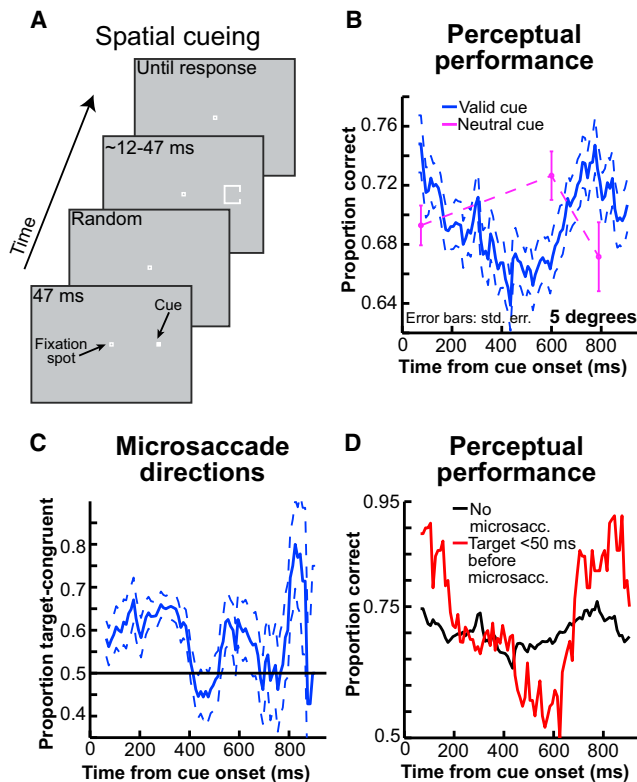 A
Spatial cueing
Until response
~12-47 ms
Random
47 ms
Cue
Fixation
spot
Time
B
Perceptual
performance
Valid cue
Neutral cue
0.76
0.72
0.68
0.64
Proportion correct
Error bars: std. err.
5 degrees
0
200
400
600
800
Time from cue onset (ms)
C
Microsaccade
directions
0.8
0.7
0.6
0.5
0.4
Proportion target-congruent
0
200
400
600
800
Time from cue onset (ms)
D
Perceptual
performance
No
microsacc.
Target <50 ms
before
microsacc.
0.95
0.75
0.5
Proportion correct
0
200
400
600
800
Time from cue onset (ms)